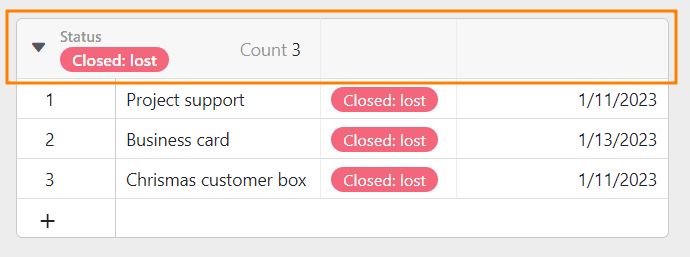 Status
Closed: lost
Count 3
1 Project support Closed: lost 1/11/2023
2 Business card Closed: lost 1/13/2023
3 Chrismas customer box Closed: lost 1/11/2023
+